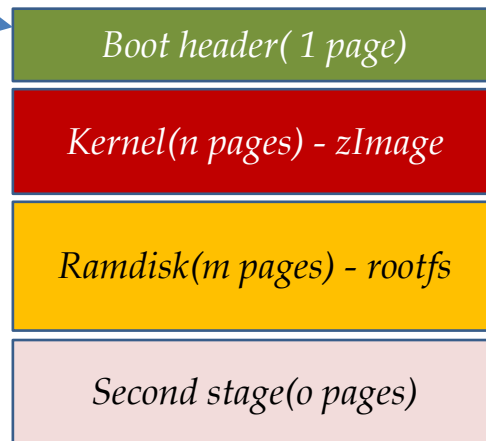 Boot header( 1 page)
Kernel(n pages) - zImage
Ramdisk(m pages) - rootfs
Second stage(o pages)